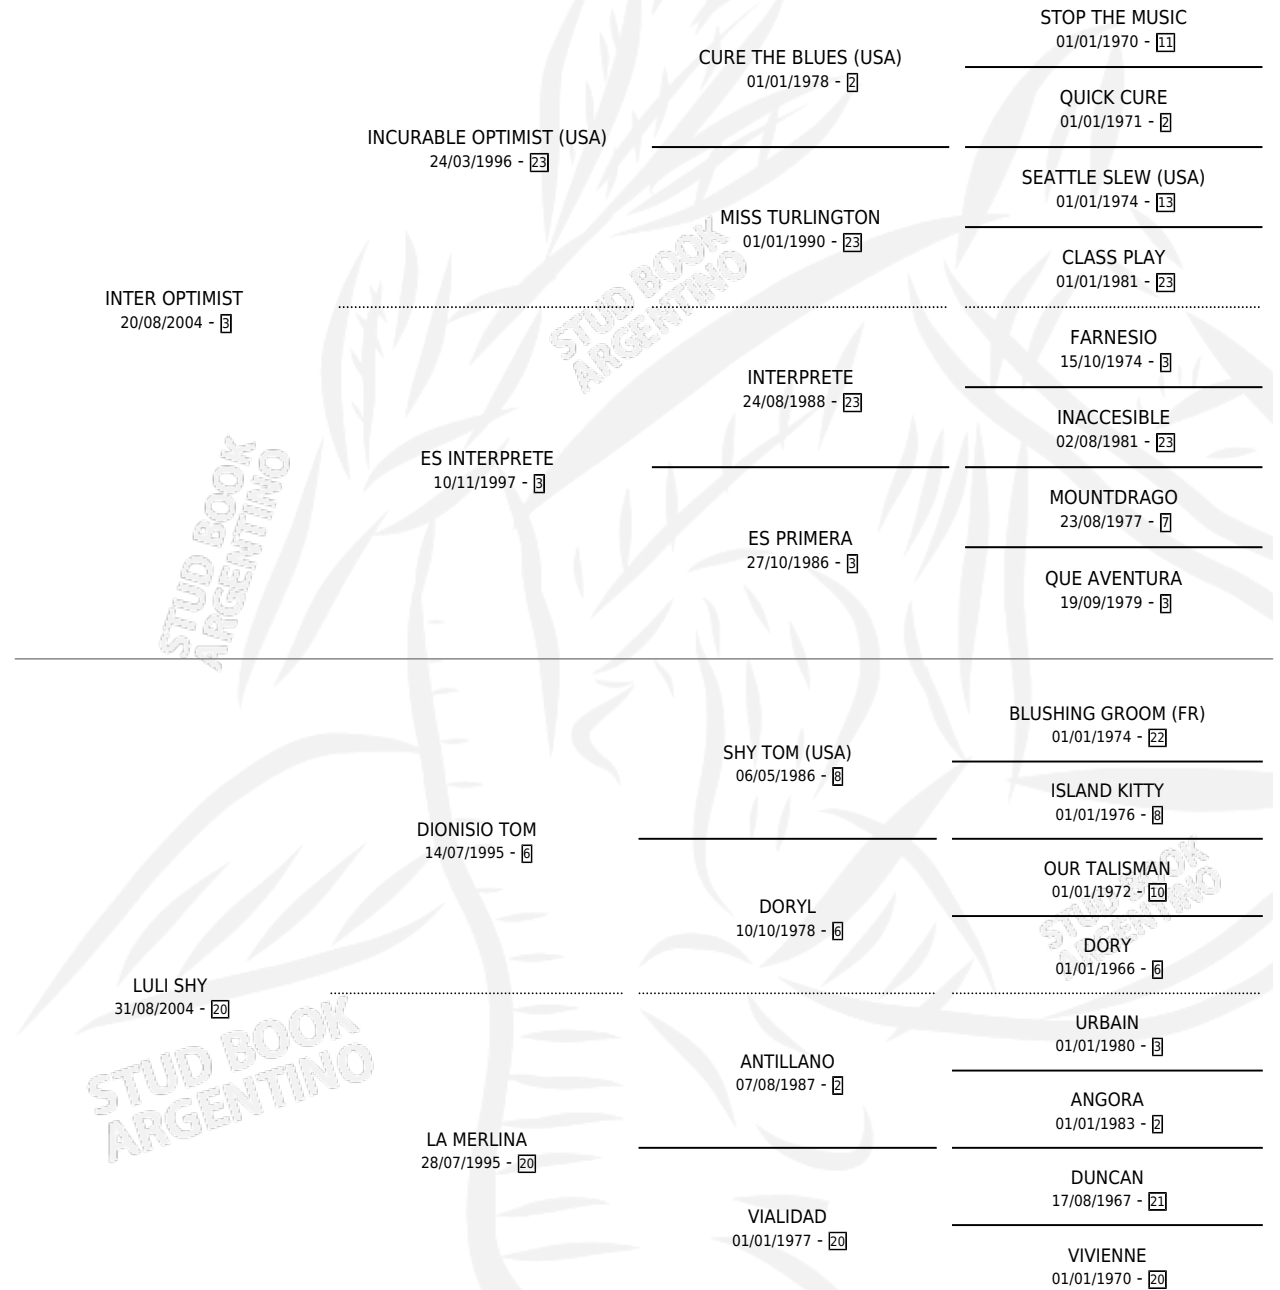 STOP THE MUSIC
01/01/1970 - 11
CURE THE BLUES (USA)
01/01/1978 - 2
QUICK CURE
01/01/1971 - 2
INCURABLE OPTIMIST (USA)
24/03/1996 - 23
SEATTLE SLEW (USA)
01/01/1974 - 13
MISS TURLINGTON
01/01/1990 - 23
CLASS PLAY
01/01/1981 - 23
INTER OPTIMIST
20/08/2004 - 3
STUD BOOK
ARGENTINO
FARNESIO
15/10/1974 - 3
INTERPRETE
24/08/1988 - 23
INACCESIBLE
02/08/1981 - 23
ES INTERPRETE
10/11/1997 - 3
MOUNTDRAGO
23/08/1977 - 7
ES PRIMERA
27/10/1986 - 3
QUE AVENTURA
19/09/1979 - 3
STUD BOOK
ARGENTINO
BLUSHING GROOM (FR)
01/01/1974 - 22
SHY TOM (USA)
06/05/1986 - 8
ISLAND KITTY
01/01/1976 - 8
DIONISIO TOM
14/07/1995 - 6
OUR TALISMAN
01/01/1972 - 10
DORYL
10/10/1978 - 6
STUD BOOK
ARGENTINO
DORY
01/01/1966 - 6
LULI SHY
31/08/2004 - 20
STUD BOOK
ARGENTINO
URBAIN
01/01/1980 - 3
ANTILLANO
07/08/1987 - 2
ANGORA
01/01/1983 - 2
LA MERLINA
28/07/1995 - 20
DUNCAN
17/08/1967 - 21
VIALIDAD
01/01/1977 - 20
VIVIENNE
01/01/1970 - 20